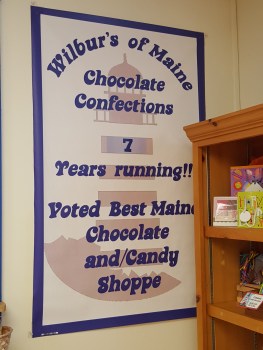 Wilbur's of Maine
Chocolate
Confections
7
Years running!!
Voted Best Maine
Chocolate
and/Candy
Shoppe